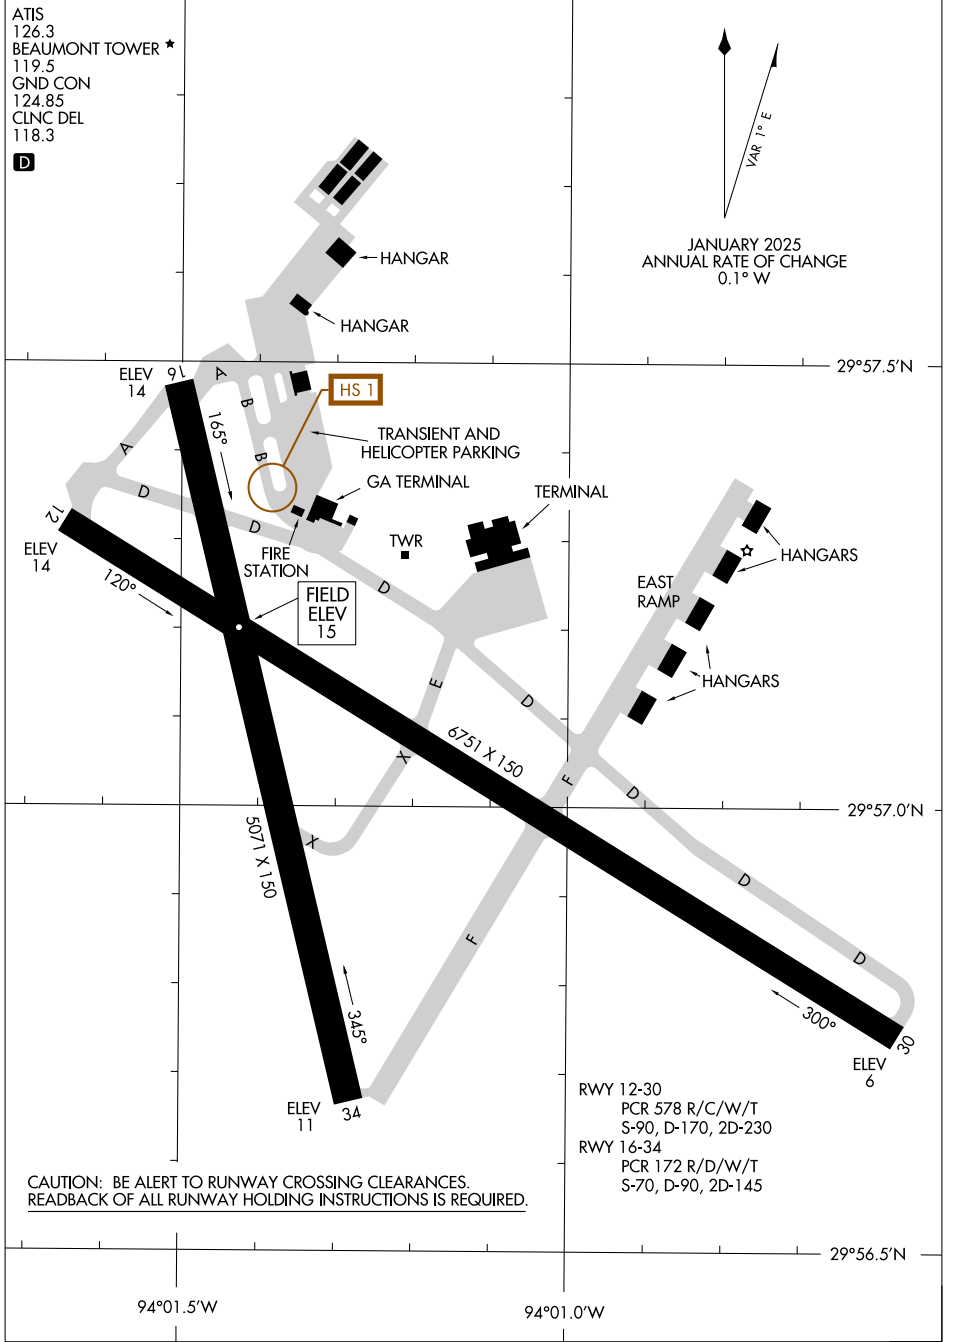 ATIS
126.3
BEAUMONT TOWER ★
119.5
GND CON
124.85
CLNC DEL
118.3
D
VAR 1° E
JANUARY 2025
ANNUAL RATE OF CHANGE
0.1° W
HANGAR
HANGAR
29°57.5'N
ELEV
14
16
A
B
HS 1
165°
TRANSIENT AND
HELICOPTER PARKING
A
B
GA TERMINAL
D
TERMINAL
12
D
ELEV
14
FIRE
STATION
TWR
HANGARS
120°
D
EAST
RAMP
FIELD
ELEV
15
HANGARS
E
D
6751 X 150
X
F
D
29°57.0'N
5071 X 150
X
D
F
D
345°
300°
30
ELEV
6
ELEV
11
34
RWY 12-30
PCR 578 R/C/W/T
S-90, D-170, 2D-230
RWY 16-34
PCR 172 R/D/W/T
S-70, D-90, 2D-145
CAUTION: BE ALERT TO RUNWAY CROSSING CLEARANCES.
READBACK OF ALL RUNWAY HOLDING INSTRUCTIONS IS REQUIRED.
29°56.5'N
94°01.5'W
94°01.0'W